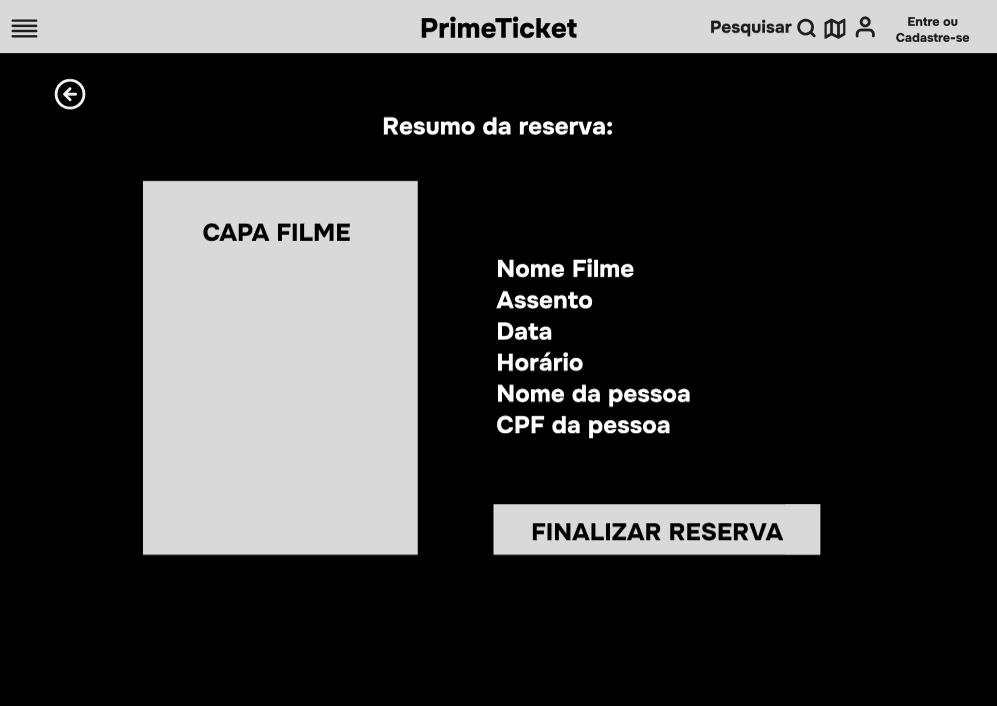 PrimeTicket
Pesquisar
Entre ou
Cadastre-se
Resumo da reserva:
CAPA FILME
Nome Filme
Assento
Data
Horário
Nome da pessoa
CPF da pessoa
FINALIZAR RESERVA